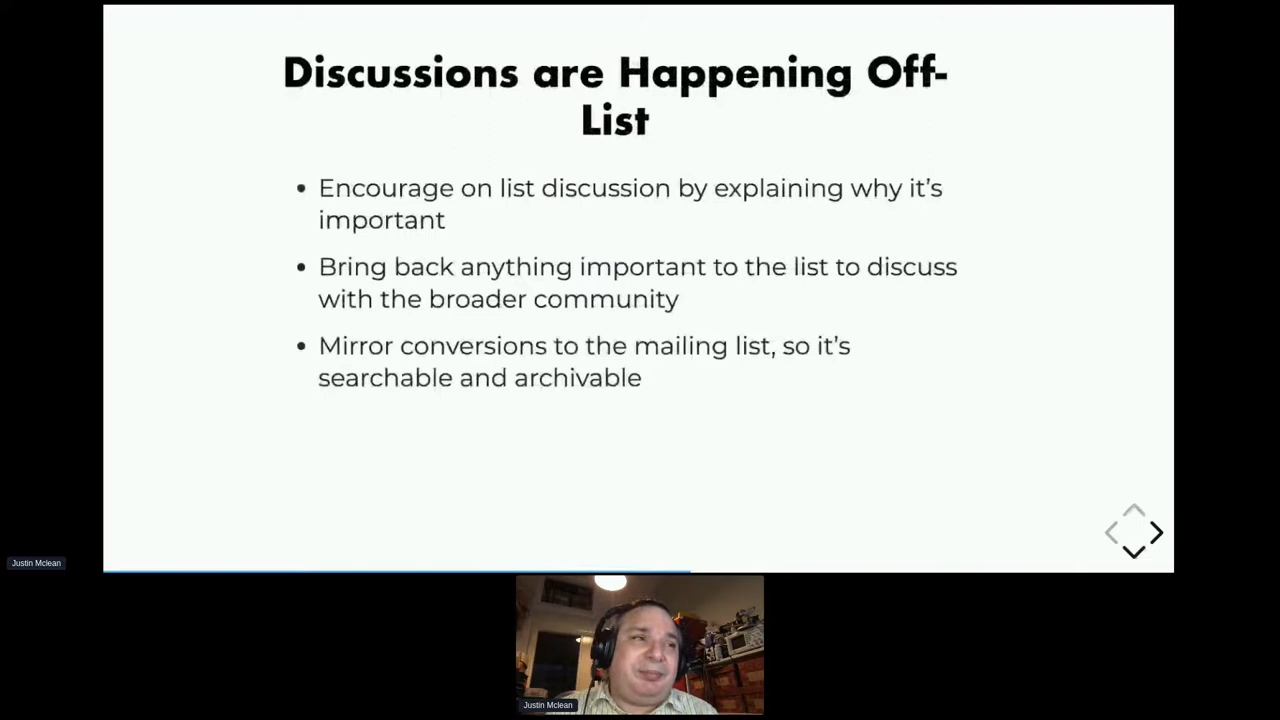 Discussions are Happening Off-
List
• Encourage on list discussion by explaining why it's
important
• Bring back anything important to the list to discuss
with the broader community
• Mirror conversions to the mailing list, so it's
searchable and archivable
Justin Mclean
Justin Mclean